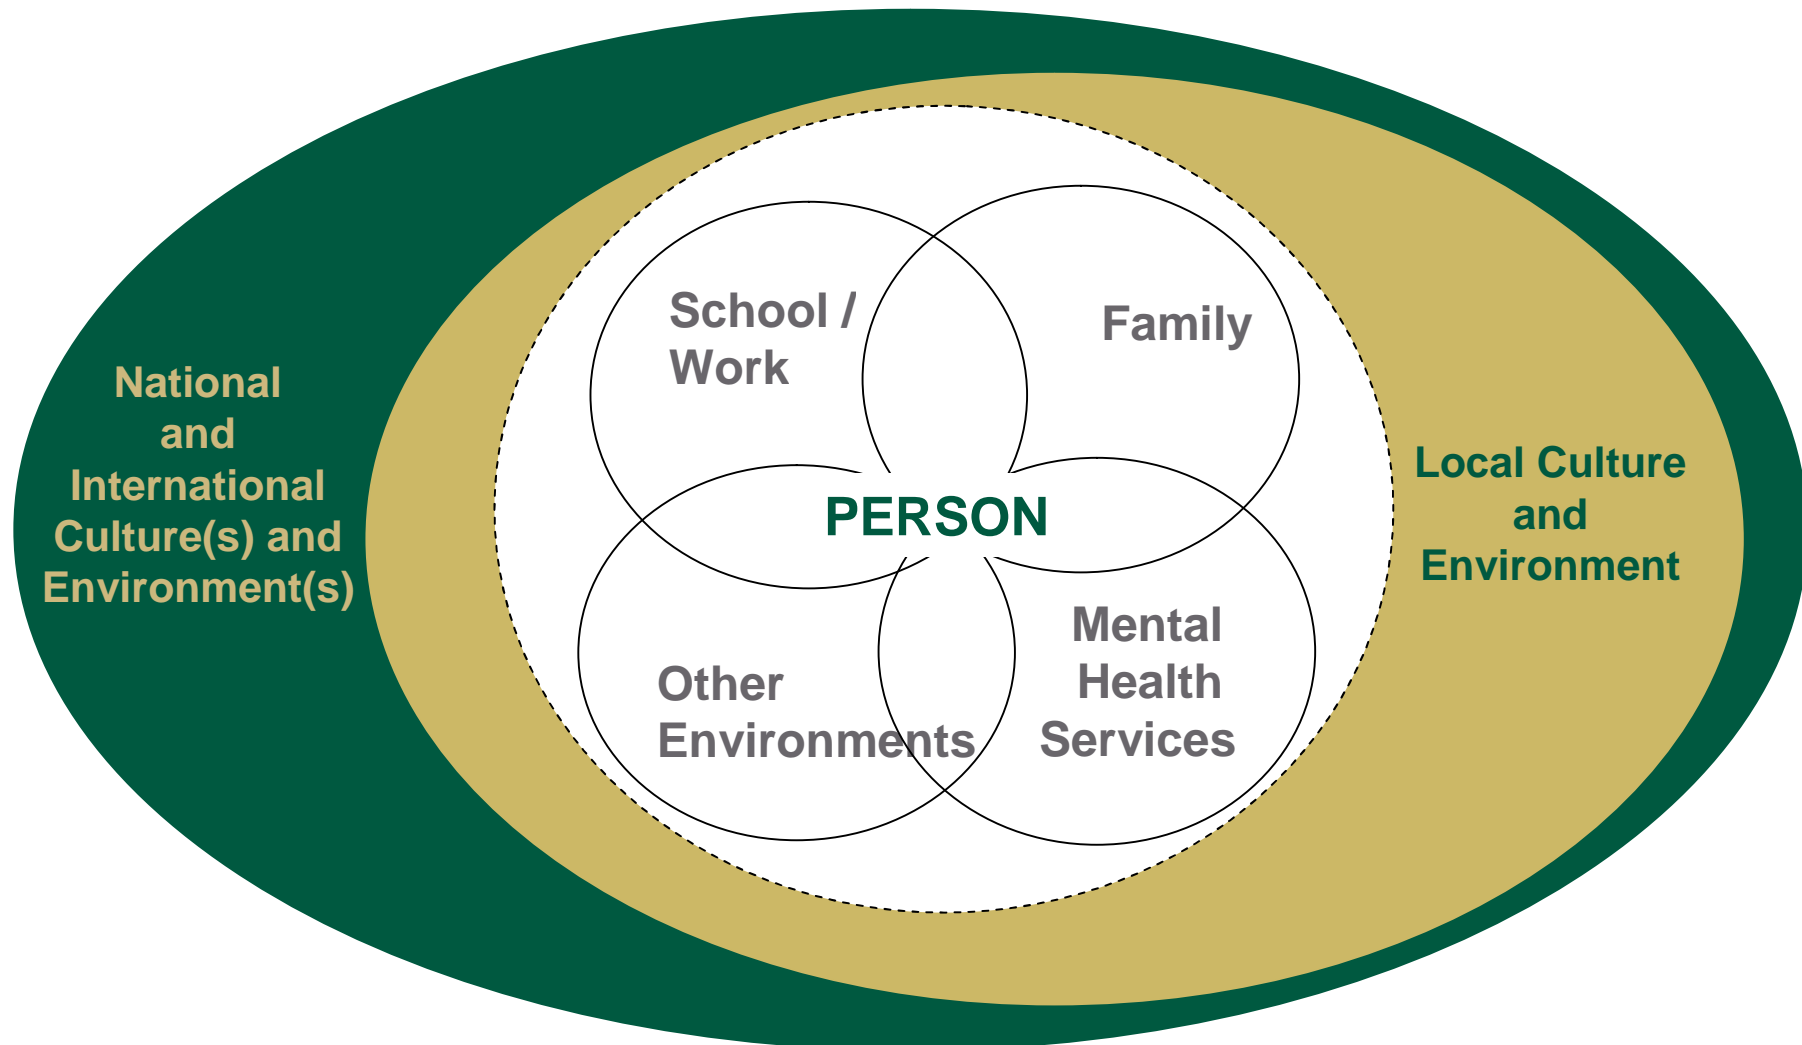 National
and
International
Culture(s) and
Environment(s)
School /
Work
Family
PERSON
Other
Environments
Mental
Health
Services
Local Culture
and
Environment